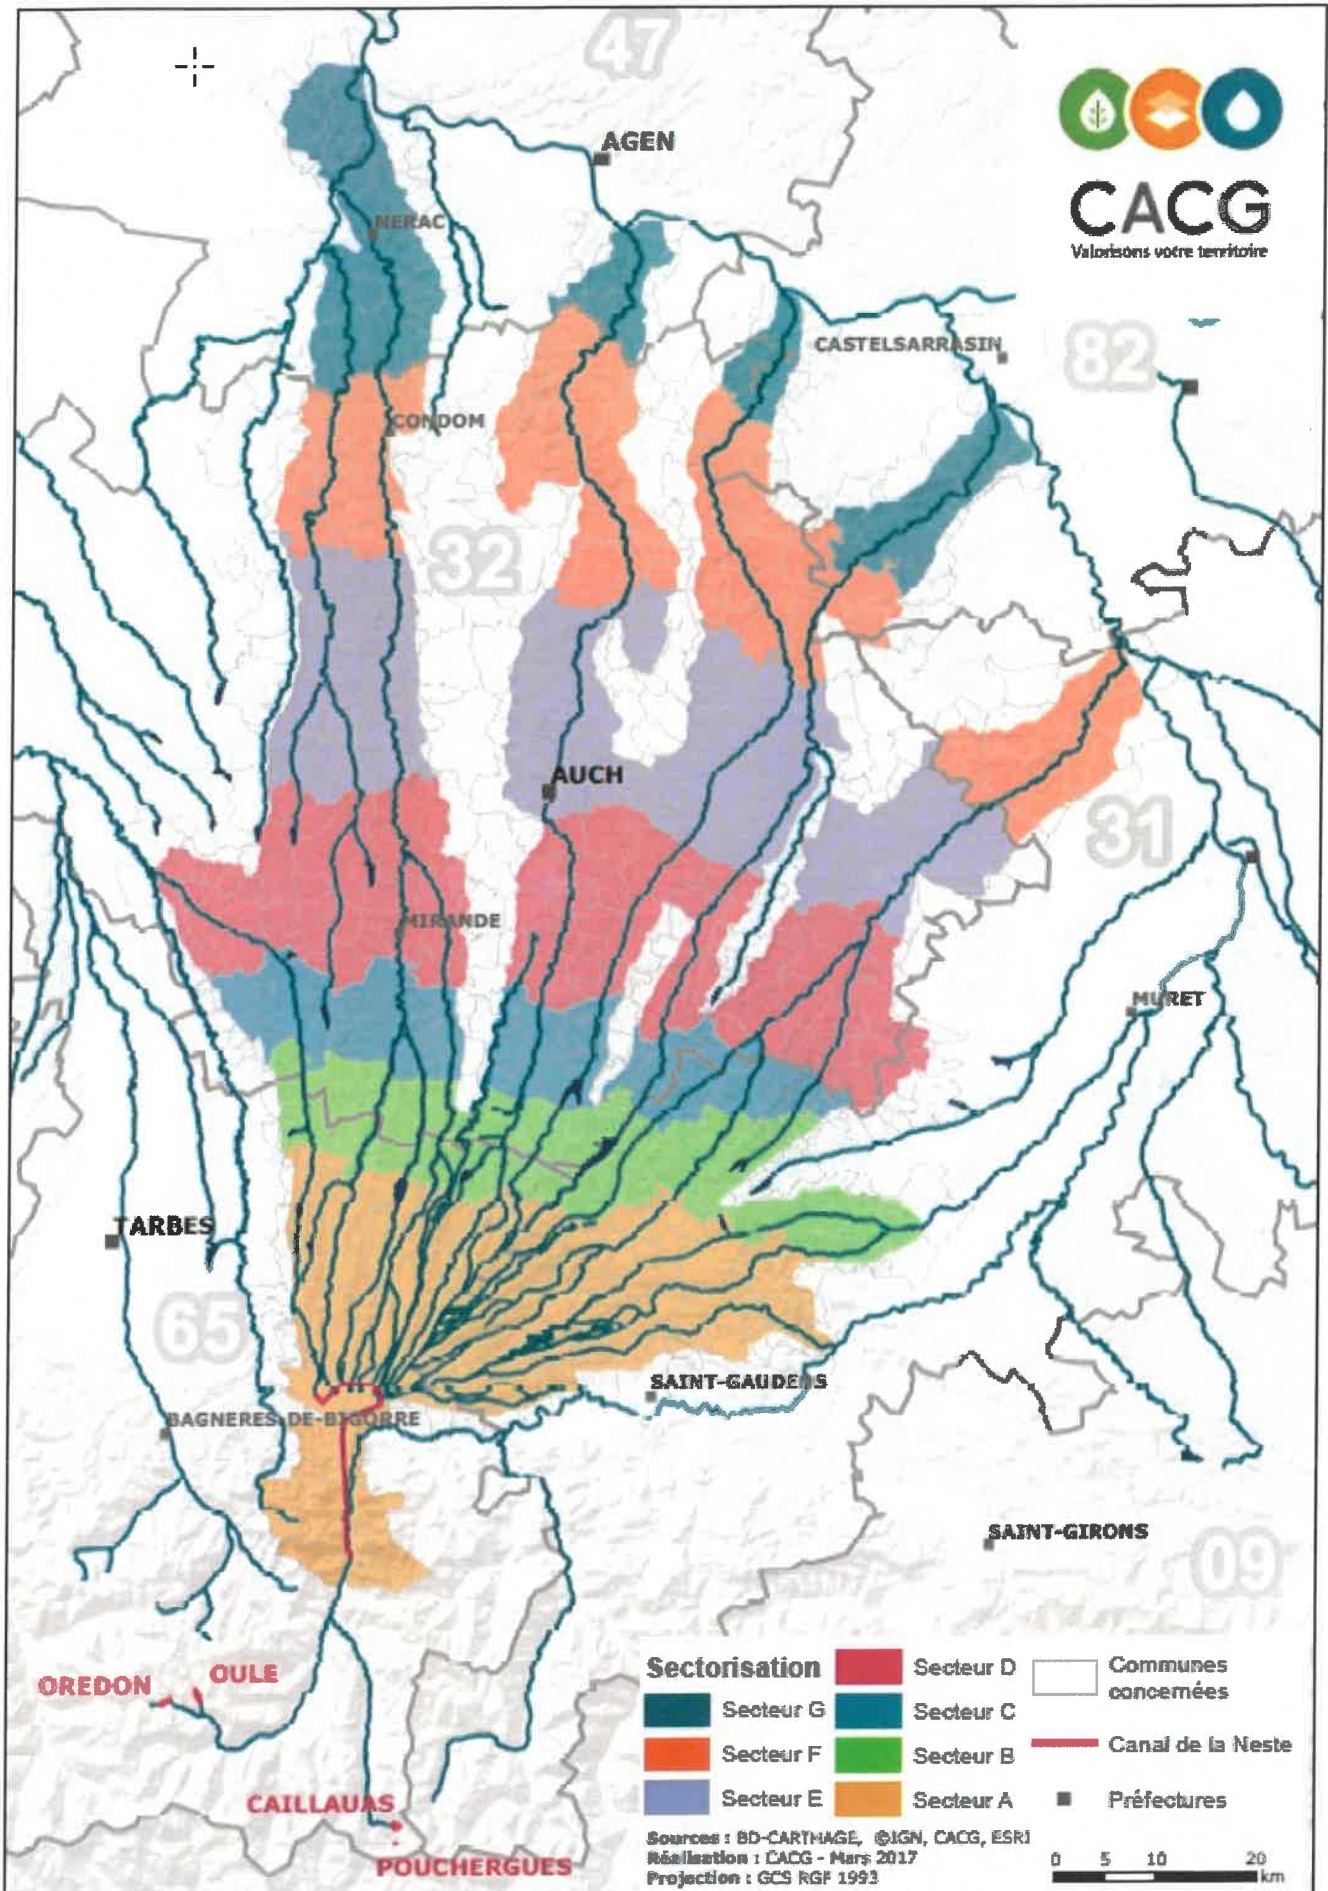 47
AGEN
CACG
Valorisons votre territoire
NERAC
CASTELSARRASIN
82
CONDOM
32
AUCH
31
MIRANDE
MURET
TARBES
65
SAINT-GAUDENS
BAGNERES-DE-BIGORRE
SAINT-GIRONS
09
OREDON
OULE
CAILLAUAS
POUCHERGUES
Sectorisation
Secteur G
Secteur F
Secteur E
Secteur D
Secteur C
Secteur B
Secteur A
Communes
concernées
Canal de la Neste
Préfectures
Sources : BD-CARTHAGE, ©IGN, CACG, ESRI
Réalisation : CACG - Mars 2017
Projection : GCS RGF 1993
0 5 10 20
km